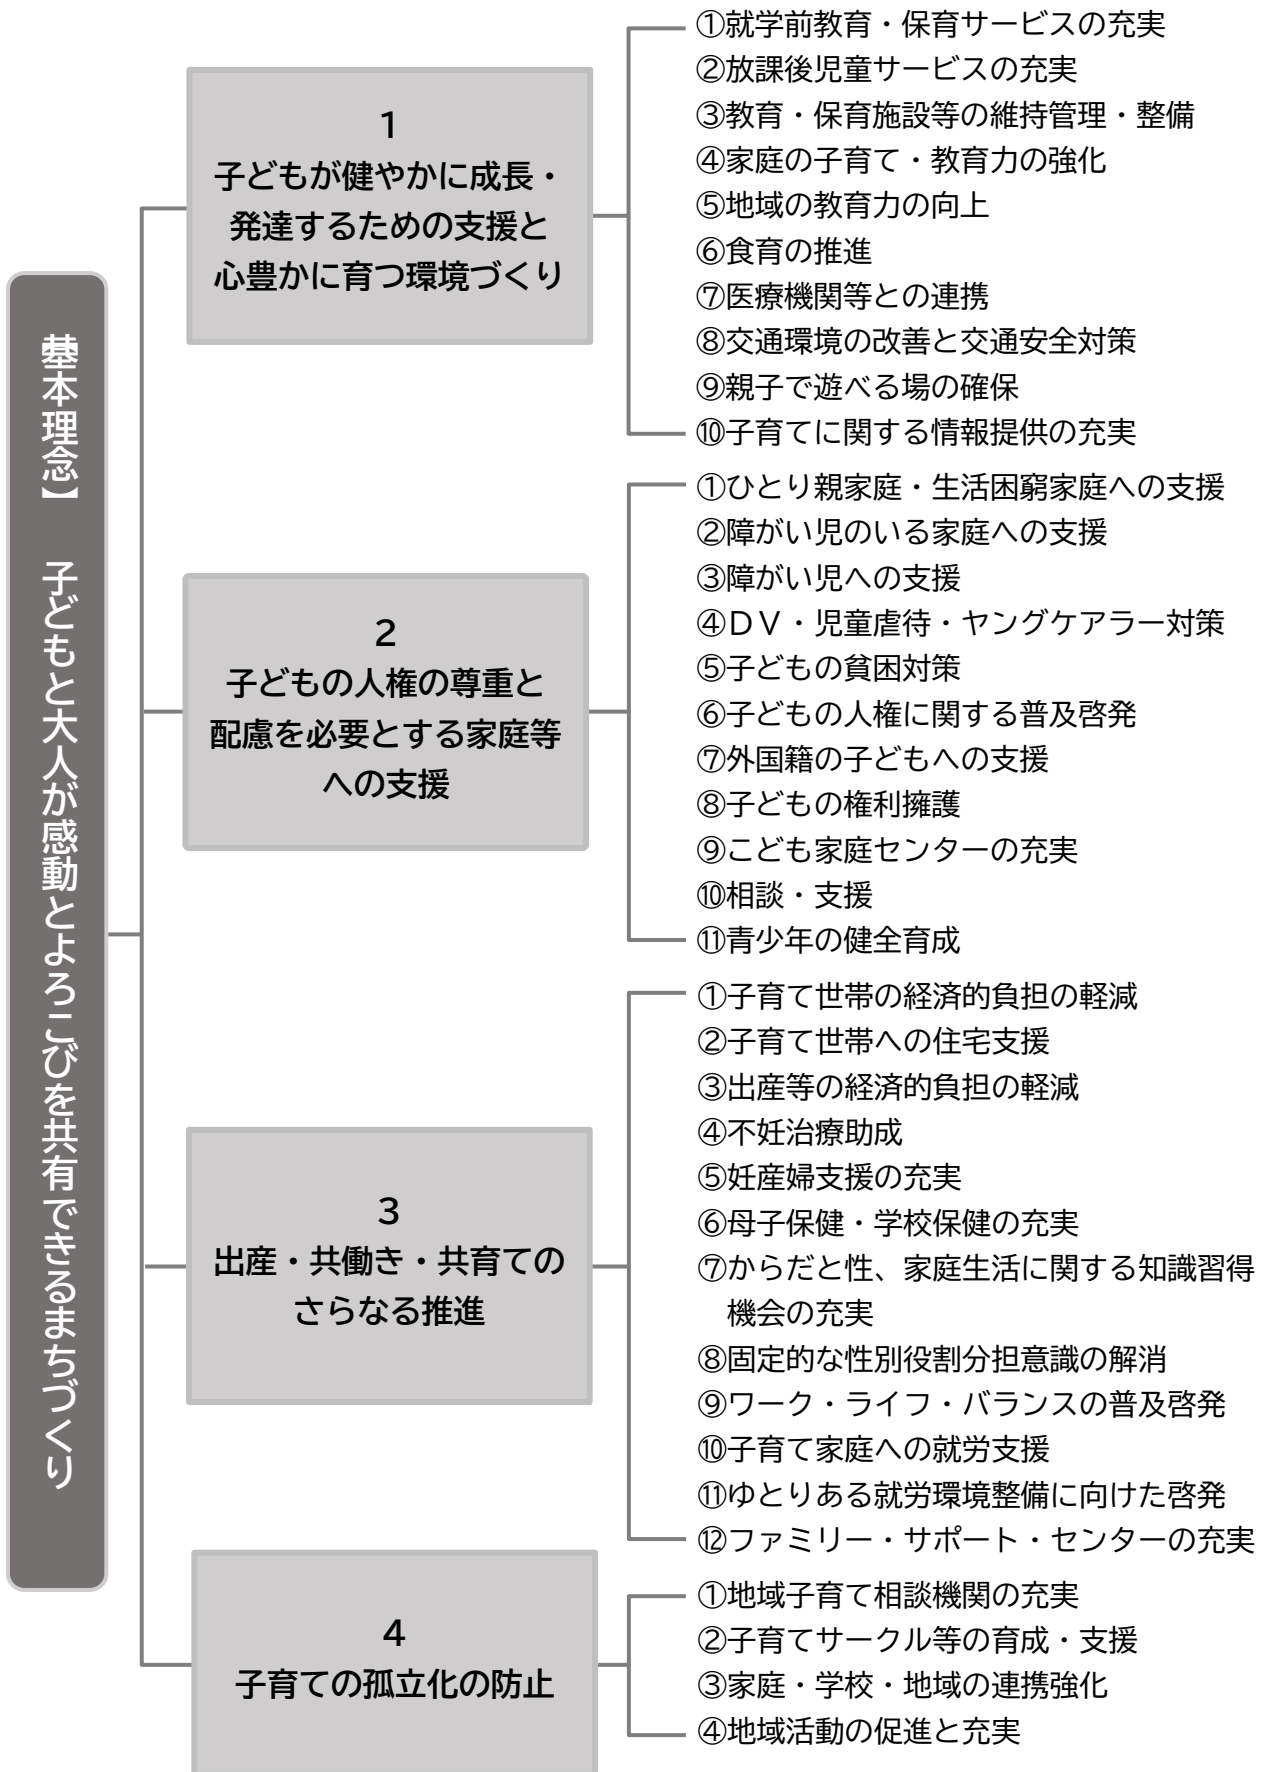 【基本理念】 子どもと大人が感動とよろこびを共有できるまちづくり
1
子どもが健やかに成長・
発達するための支援と
心豊かに育つ環境づくり
①就学前教育・保育サービスの充実
②放課後児童サービスの充実
③教育・保育施設等の維持管理・整備
④家庭の子育て・教育力の強化
⑤地域の教育力の向上
⑥食育の推進
⑦医療機関等との連携
⑧交通環境の改善と交通安全対策
⑨親子で遊べる場の確保
⑩子育てに関する情報提供の充実
2
子どもの人権の尊重と
配慮を必要とする家庭等
への支援
①ひとり親家庭・生活困窮家庭への支援
②障がい児のいる家庭への支援
③障がい児への支援
④ＤＶ・児童虐待・ヤングケアラー対策
⑤子どもの貧困対策
⑥子どもの人権に関する普及啓発
⑦外国籍の子どもへの支援
⑧子どもの権利擁護
⑨こども家庭センターの充実
⑩相談・支援
⑪青少年の健全育成
3
出産・共働き・共育ての
さらなる推進
①子育て世帯の経済的負担の軽減
②子育て世帯への住宅支援
③出産等の経済的負担の軽減
④不妊治療助成
⑤妊産婦支援の充実
⑥母子保健・学校保健の充実
⑦からだと性、家庭生活に関する知識習得
機会の充実
⑧固定的な性別役割分担意識の解消
⑨ワーク・ライフ・バランスの普及啓発
⑩子育て家庭への就労支援
⑪ゆとりある就労環境整備に向けた啓発
⑫ファミリー・サポート・センターの充実
4
子育ての孤立化の防止
①地域子育て相談機関の充実
②子育てサークル等の育成・支援
③家庭・学校・地域の連携強化
④地域活動の促進と充実